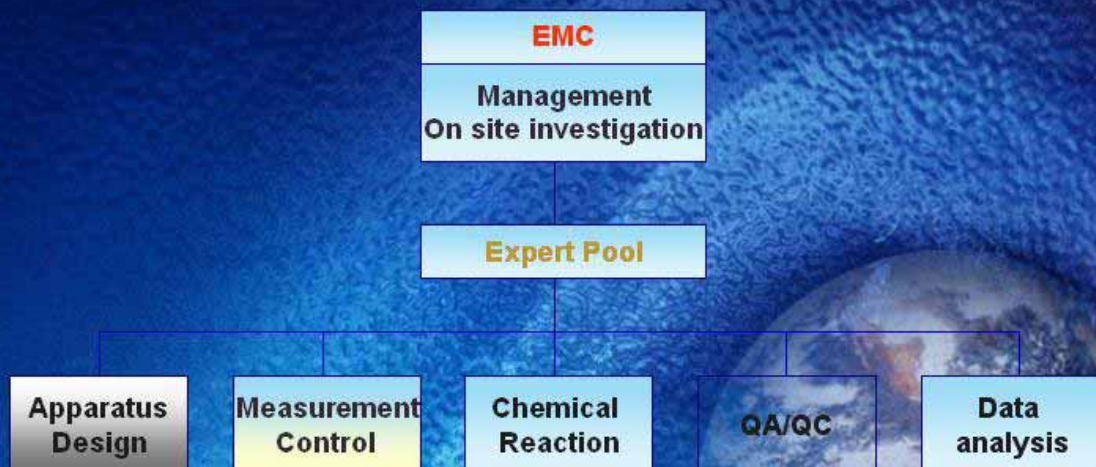 EMC
Management
On site investigation
Expert Pool
Apparatus
Design
Measurement
Control
Chemical
Reaction
QA/QC
Data
analysis